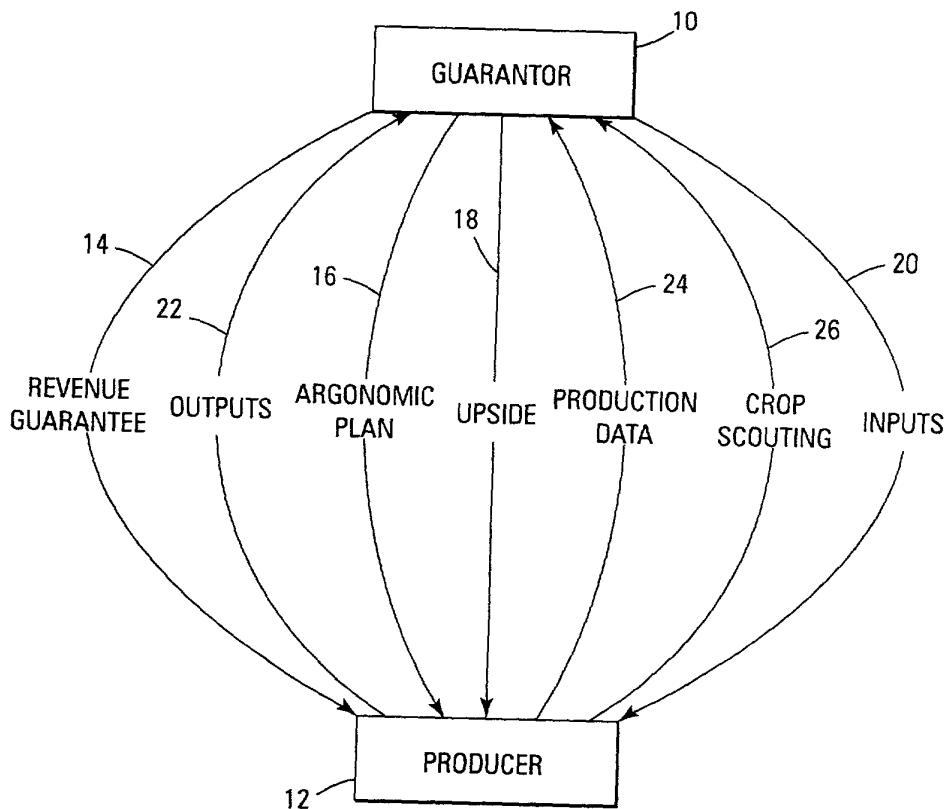 10
GUARANTOR
14
18
20
16
24
22
26
REVENUE
GUARANTEE
OUTPUTS
ARGONOMIC
PLAN
UPSIDE
PRODUCTION
DATA
CROP
SCOUTING
INPUTS
PRODUCER
12